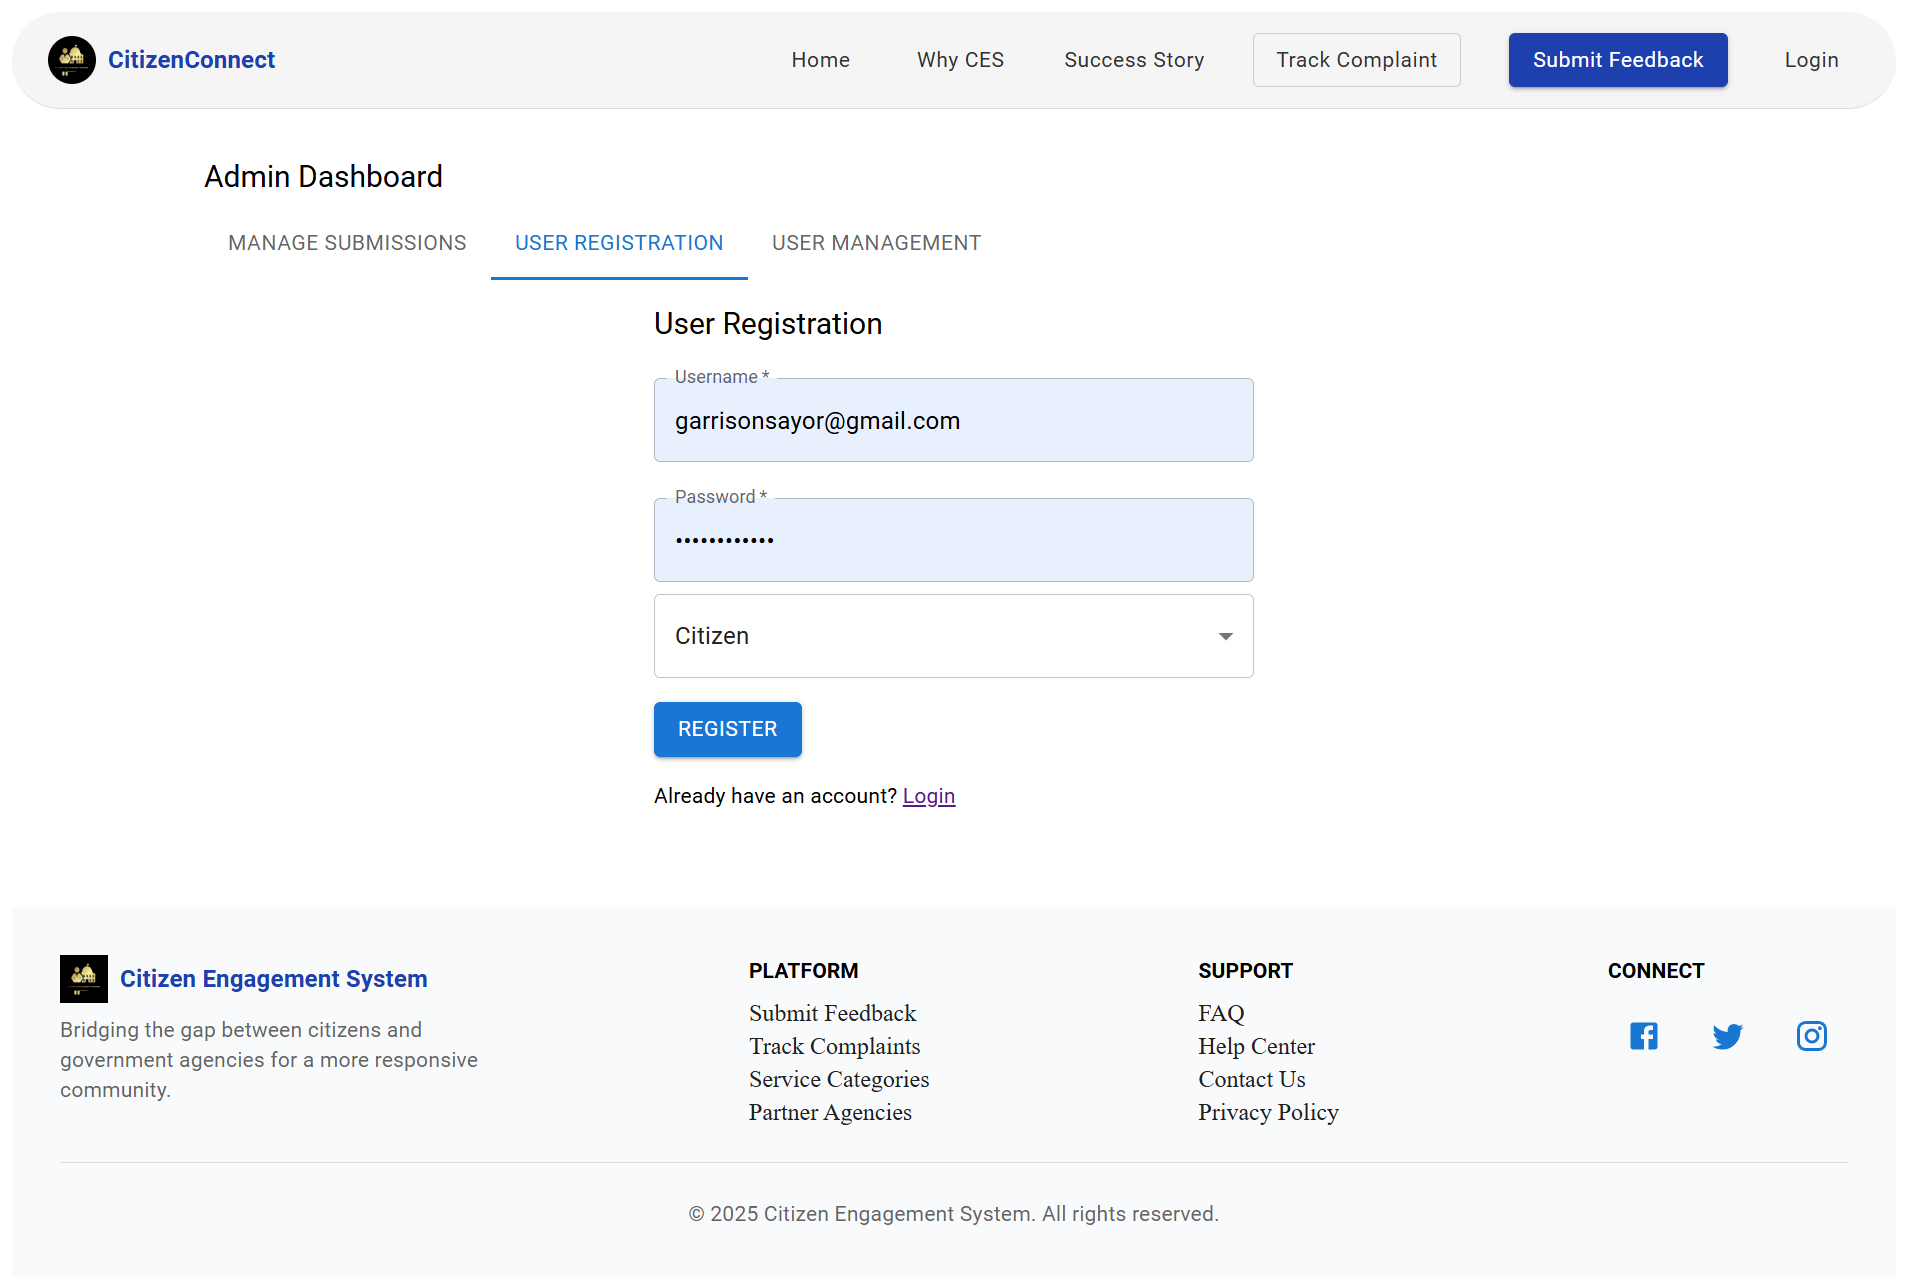 CitizenConnect
Home
Why CES
Success Story
Track Complaint
Submit Feedback
Login
Admin Dashboard
MANAGE SUBMISSIONS
USER REGISTRATION
USER MANAGEMENT
User Registration
Username *
garrisonsayor@gmail.com
Password *
••••••••••••
Citizen
REGISTER
Already have an account? Login
Citizen Engagement System
Bridging the gap between citizens and
government agencies for a more responsive
community.
PLATFORM
Submit Feedback
Track Complaints
Service Categories
Partner Agencies
SUPPORT
FAQ
Help Center
Contact Us
Privacy Policy
CONNECT
© 2025 Citizen Engagement System. All rights reserved.